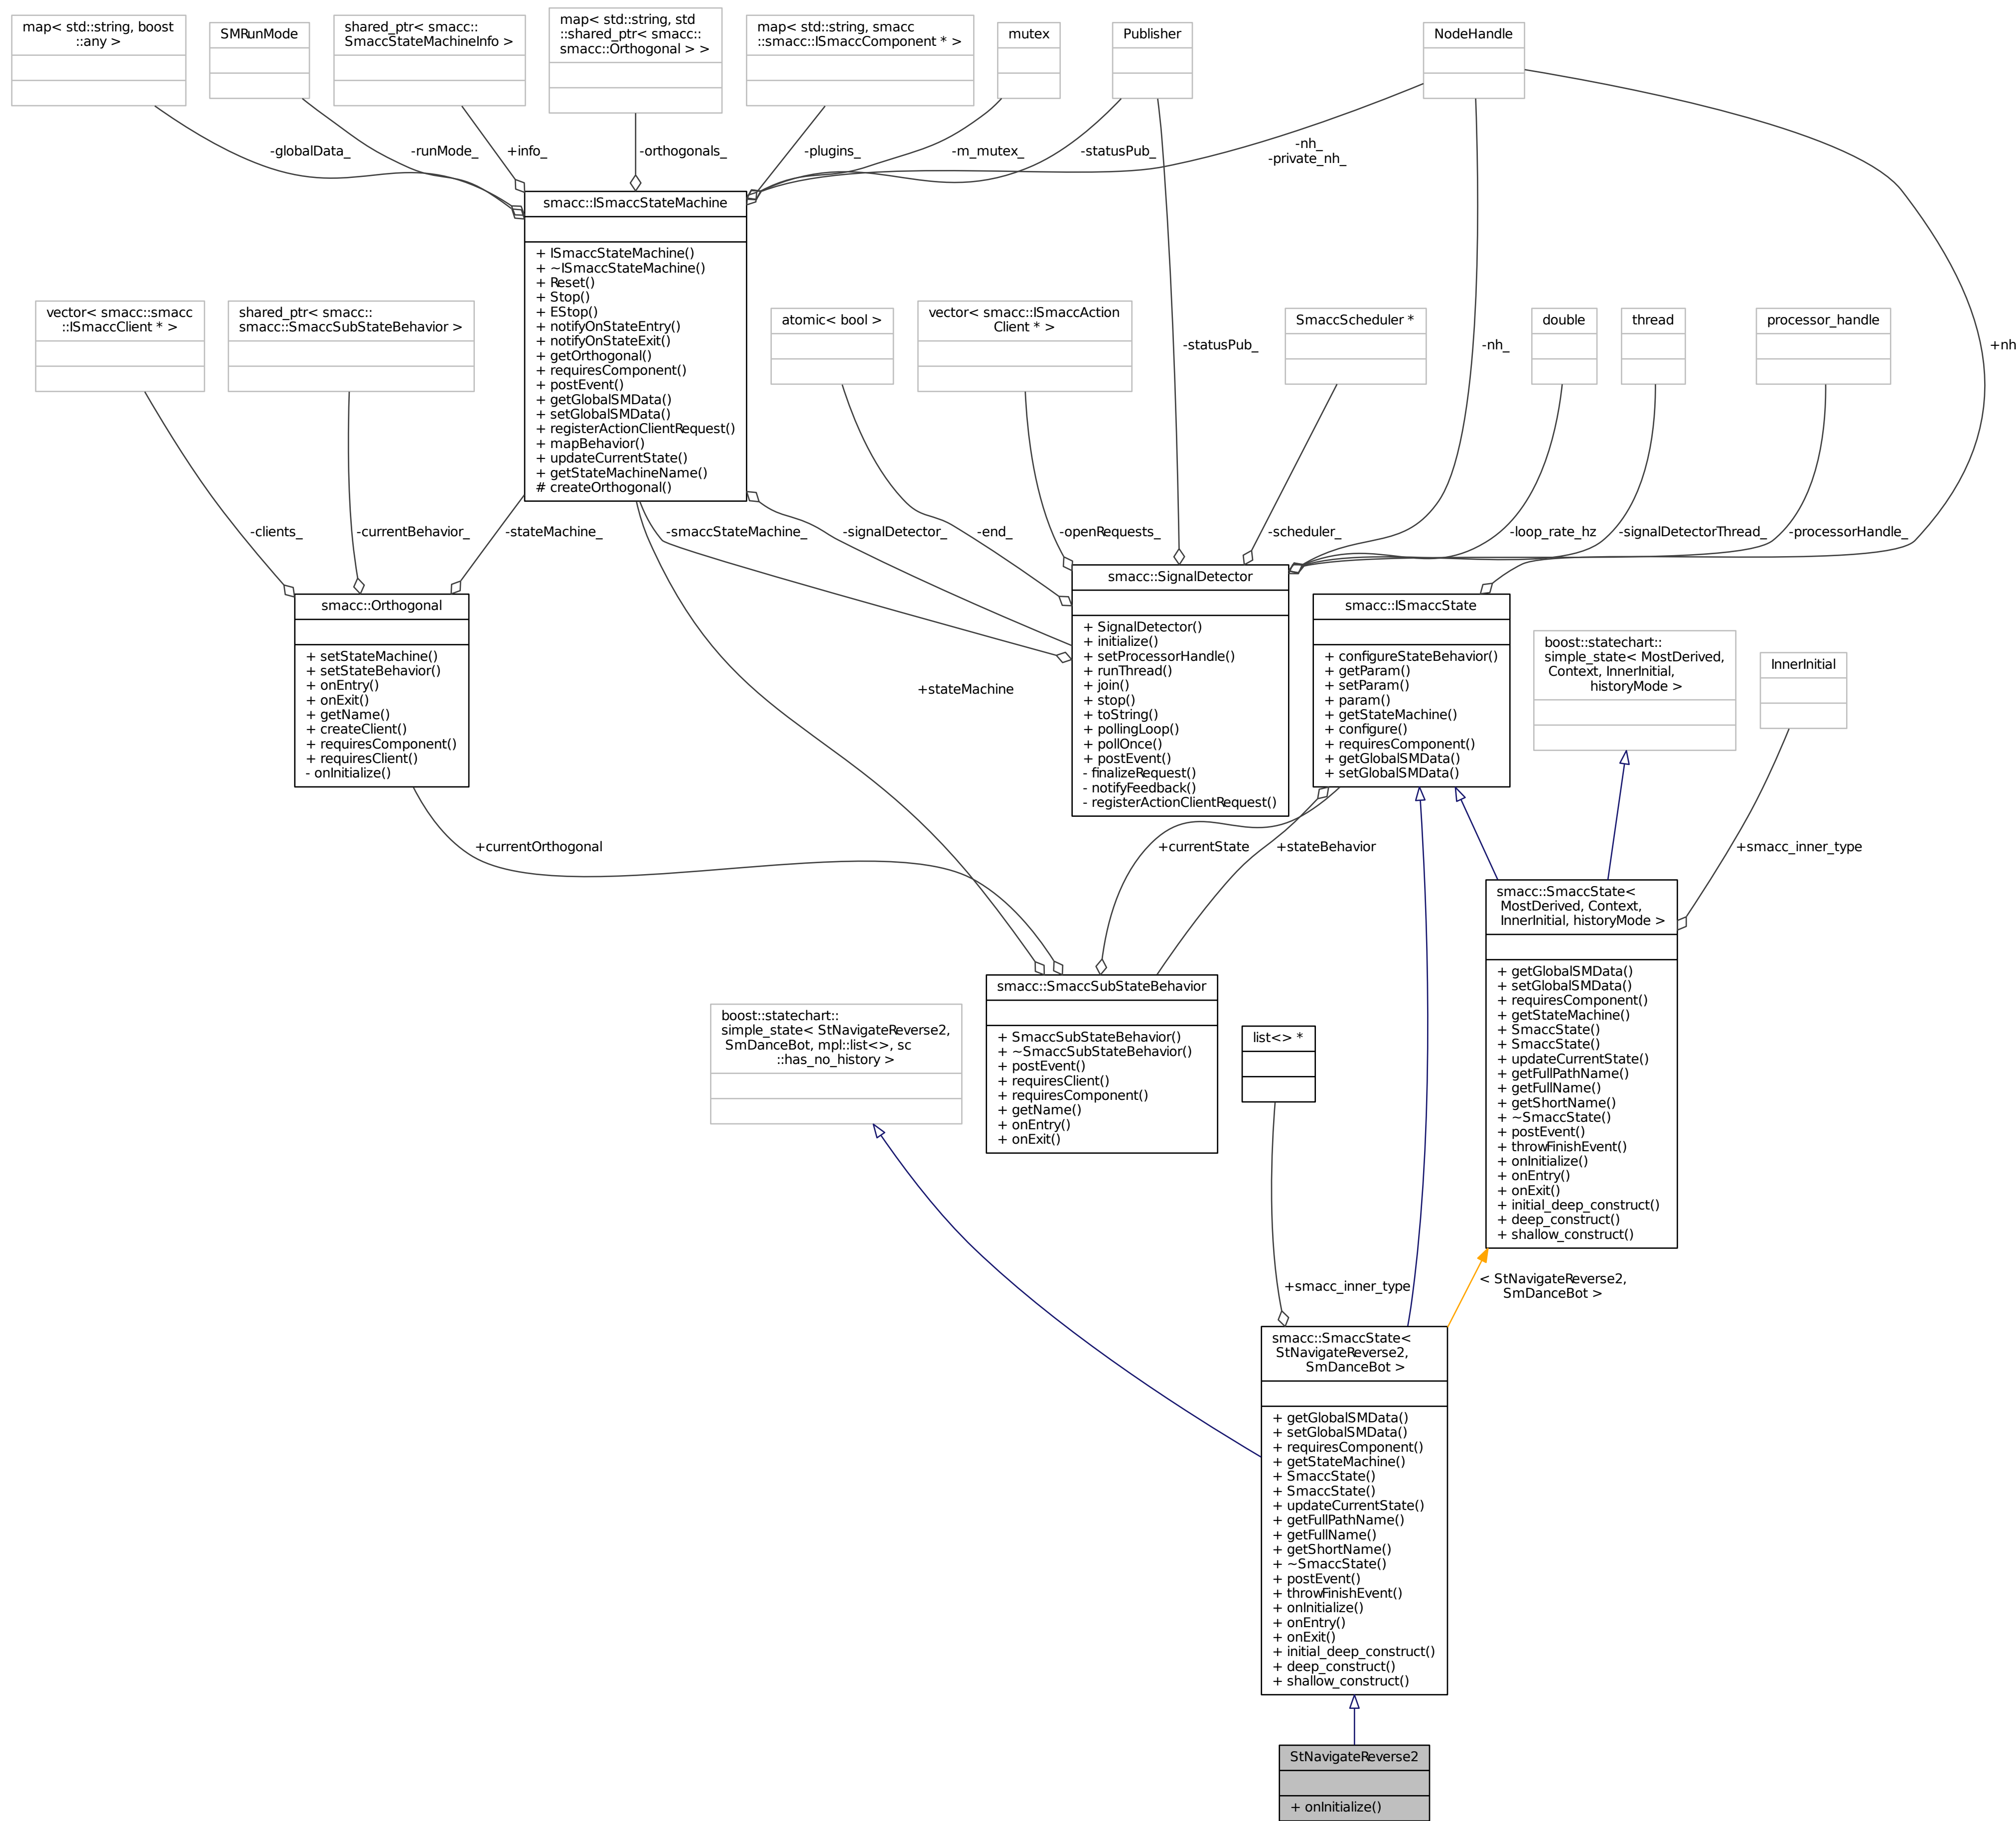 map< std::string, boost
::any >
SMRunMode
shared_ptr< smacc::
SmaccStateMachineInfo >
map< std::string, std
::shared_ptr< smacc::
smacc::Orthogonal > >
map< std::string, smacc
::smacc::ISmaccComponent * >
mutex
Publisher
NodeHandle
-globalData_
-runMode_
+info_
-orthogonals_
-plugins_
-m_mutex_
-statusPub_
-nh_
-private_nh_
smacc::ISmaccStateMachine
+ ISmaccStateMachine()
+ ~ISmaccStateMachine()
+ Reset()
+ Stop()
+ EStop()
+ notifyOnStateEntry()
+ notifyOnStateExit()
+ getOrthogonal()
+ requiresComponent()
+ postEvent()
+ getGlobalSMData()
+ setGlobalSMData()
+ registerActionClientRequest()
+ mapBehavior()
+ updateCurrentState()
+ getStateMachineName()
# createOrthogonal()
vector< smacc::smacc
::ISmaccClient * >
shared_ptr< smacc::
smacc::SmaccSubStateBehavior >
atomic< bool >
vector< smacc::ISmaccAction
Client * >
SmaccScheduler *
double
thread
processor_handle
-statusPub_
-nh_
+nh
-clients_
-currentBehavior_
-stateMachine_
-smaccStateMachine_
-signalDetector_
-end_
-openRequests_
-scheduler_
-loop_rate_hz
-signalDetectorThread_
-processorHandle_
smacc::Orthogonal
+ setStateMachine()
+ setStateBehavior()
+ onEntry()
+ onExit()
+ getName()
+ createClient()
+ requiresComponent()
+ requiresClient()
- onInitialize()
smacc::SignalDetector
+ SignalDetector()
+ initialize()
+ setProcessorHandle()
+ runThread()
+ join()
+ stop()
+ toString()
+ pollingLoop()
+ pollOnce()
+ postEvent()
- finalizeRequest()
- notifyFeedback()
- registerActionClientRequest()
smacc::ISmaccState
+ configureStateBehavior()
+ getParam()
+ setParam()
+ param()
+ getStateMachine()
+ configure()
+ requiresComponent()
+ getGlobalSMData()
+ setGlobalSMData()
boost::statechart::
simple_state< MostDerived,
Context, InnerInitial,
historyMode >
InnerInitial
+stateMachine
+currentOrthogonal
+currentState
+stateBehavior
+smacc_inner_type
smacc::SmaccState<
MostDerived, Context,
InnerInitial, historyMode >
+ getGlobalSMData()
+ setGlobalSMData()
+ requiresComponent()
+ getStateMachine()
+ SmaccState()
+ SmaccState()
+ updateCurrentState()
+ getFullPathName()
+ getFullName()
+ getShortName()
+ ~SmaccState()
+ postEvent()
+ throwFinishEvent()
+ onInitialize()
+ onEntry()
+ onExit()
+ initial_deep_construct()
+ deep_construct()
+ shallow_construct()
boost::statechart::
simple_state< StNavigateReverse2,
SmDanceBot, mpl::list<>, sc
::has_no_history >
smacc::SmaccSubStateBehavior
+ SmaccSubStateBehavior()
+ ~SmaccSubStateBehavior()
+ postEvent()
+ requiresClient()
+ requiresComponent()
+ getName()
+ onEntry()
+ onExit()
list<> *
+smacc_inner_type
< StNavigateReverse2,
SmDanceBot >
smacc::SmaccState<
StNavigateReverse2,
SmDanceBot >
+ getGlobalSMData()
+ setGlobalSMData()
+ requiresComponent()
+ getStateMachine()
+ SmaccState()
+ SmaccState()
+ updateCurrentState()
+ getFullPathName()
+ getFullName()
+ getShortName()
+ ~SmaccState()
+ postEvent()
+ throwFinishEvent()
+ onInitialize()
+ onEntry()
+ onExit()
+ initial_deep_construct()
+ deep_construct()
+ shallow_construct()
StNavigateReverse2
+ onInitialize()